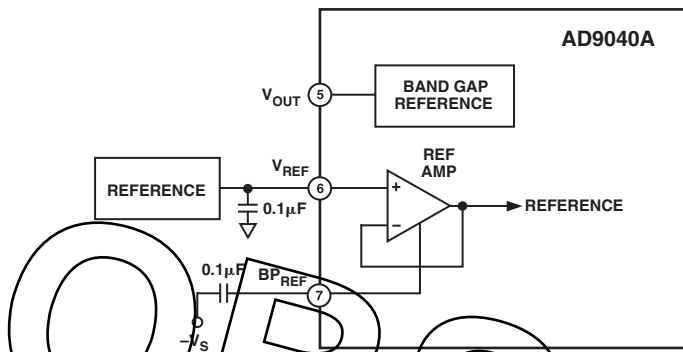 AD9040A
BAND GAP
REFERENCE
V_OUT
5
V_REF
6
REF
AMP
REFERENCE
0.1μF
+
−
REFERENCE
0.1μF
BP_REF
7
–V_S